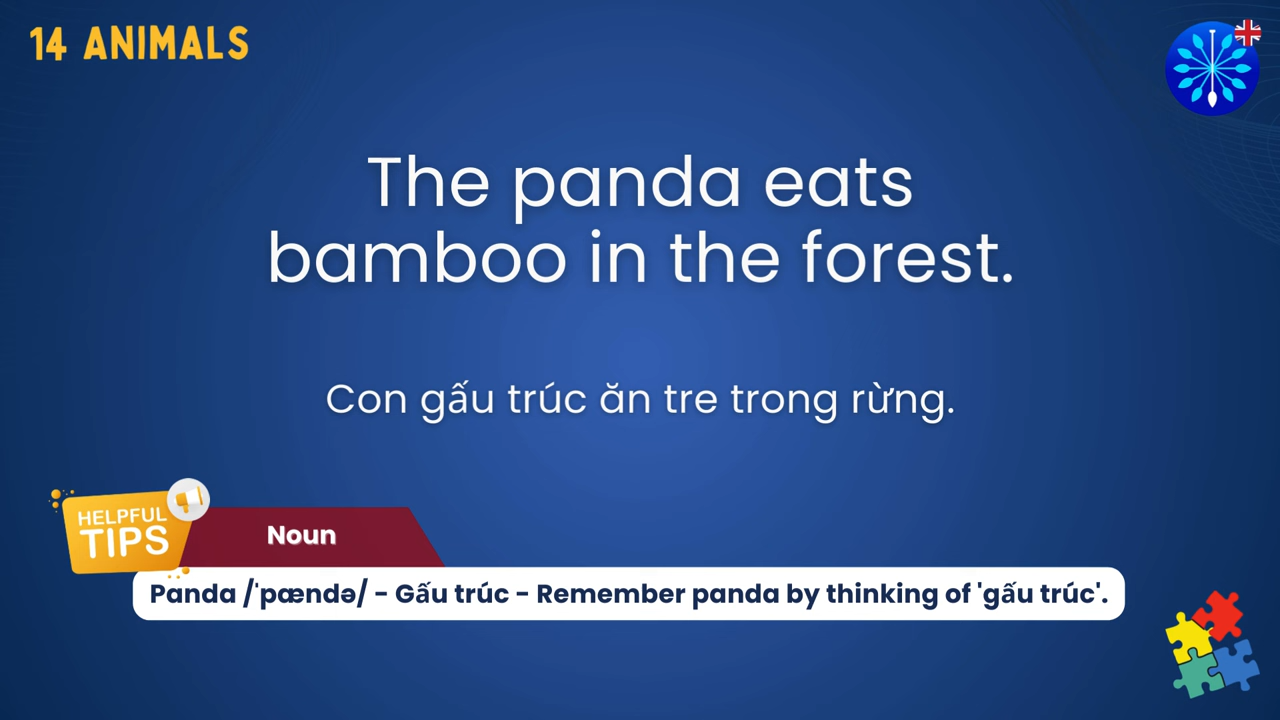 14 ANIMALS
The panda eats
bamboo in the forest.
Con gấu trúc ăn tre trong rừng.
HELPFUL
TIPS
Noun
Panda /ˈpændə/ - Gấu trúc - Remember panda by thinking of 'gấu trúc'.